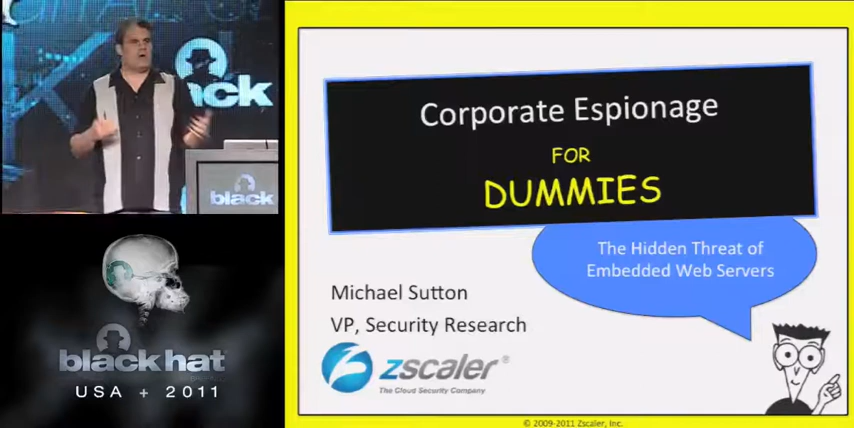 black
black hat
USA + 2011
Corporate Espionage
FOR
DUMMIES
The Hidden Threat of
Embedded Web Servers
Michael Sutton
VP, Security Research
zscaler®
The Cloud Security Company
© 2009-2011 Zscaler, Inc.